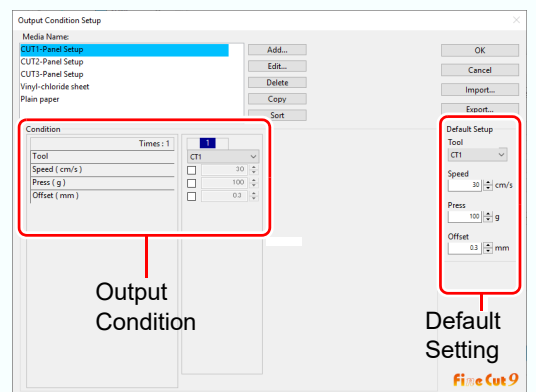 Output Condition Setup
Media Name:
CUT1-Panel Setup
CUT2-Panel Setup
CUT3-Panel Setup
Vinyl-chloride sheet
Plain paper
Add...
Edit...
Delete
Copy
Sort
OK
Cancel
Import...
Export...
Condition
Times : 1
1
Tool
CT1
Speed ( cm/s )
30
Press ( g )
100
Offset ( mm )
0.3
Default Setup
Tool
CT1
Speed
30 cm/s
Press
100 g
Offset
0.3 mm
Output
Condition
Default
Setting
Fine Cut 9